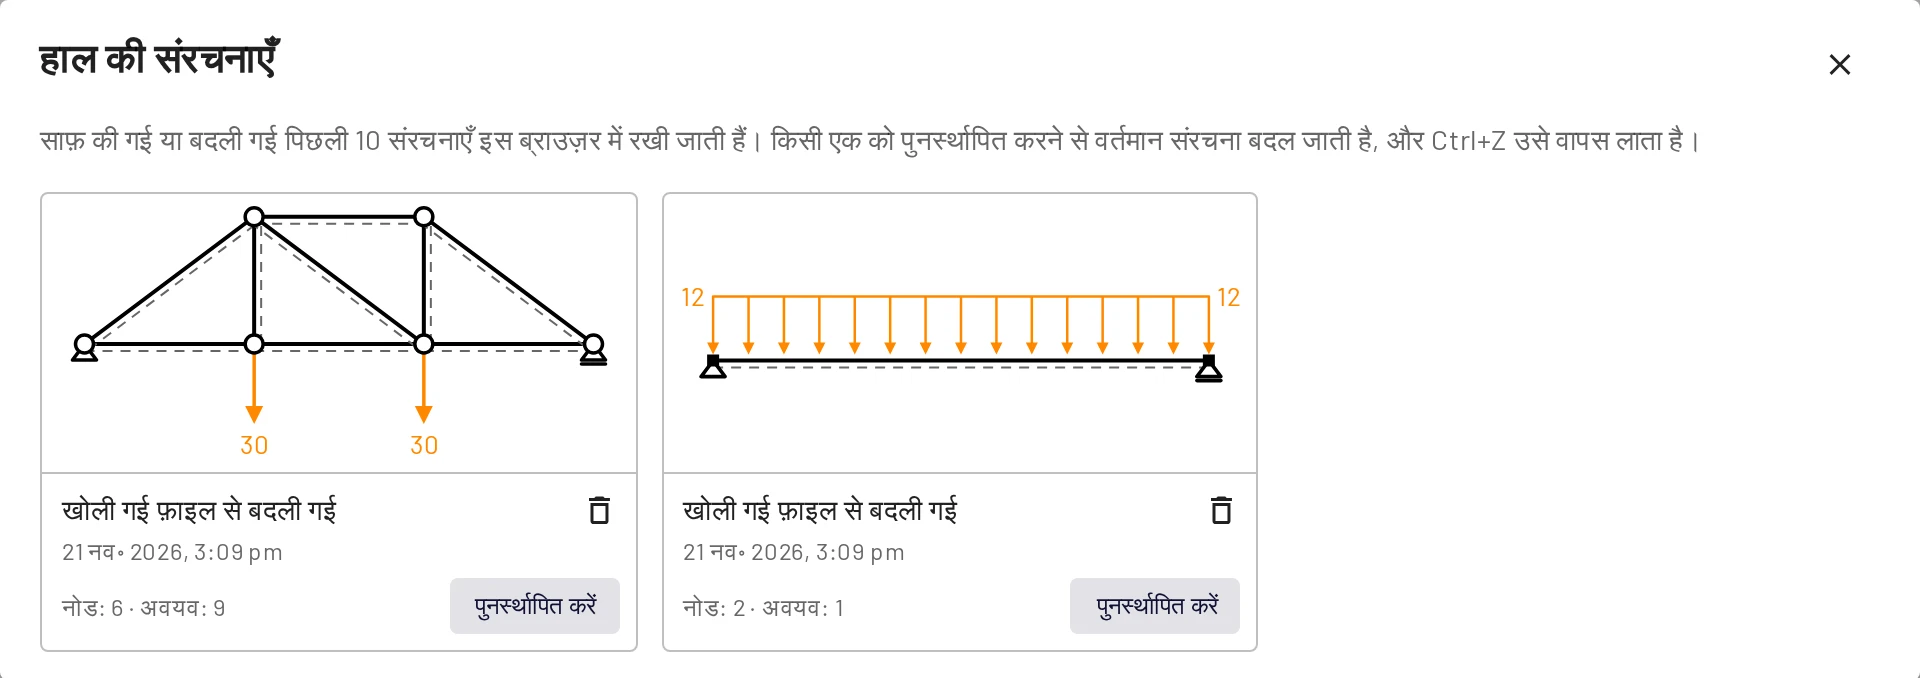 हाल की संरचनाएँ
साफ़ की गई या बदली गई पिछली 10 संरचनाएँ इस ब्राउज़र में रखी जाती हैं। किसी एक को पुनर्स्थापित करने से वर्तमान संरचना बदल जाती है, और Ctrl+Z उसे वापस लाता है।
30 30
12 12
खोली गई फ़ाइल से बदली गई
21 नव॰ 2026, 3:09 pm
नोड: 6 · अवयव: 9
पुनर्स्थापित करें
खोली गई फ़ाइल से बदली गई
21 नव॰ 2026, 3:09 pm
नोड: 2 · अवयव: 1
पुनर्स्थापित करें